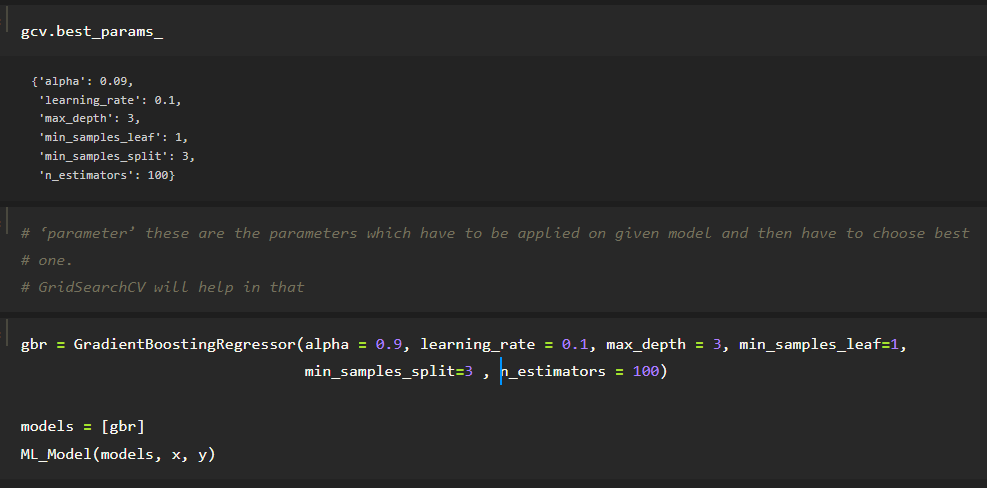 gcv.best_params_
{'alpha': 0.09,
'learning_rate': 0.1,
'max_depth': 3,
'min_samples_leaf': 1,
'min_samples_split': 3,
'n_estimators': 100}
# ‘parameter’ these are the parameters which have to be applied on given model and then have to choose best
# one.
# GridSearchCV will help in that
gbr = GradientBoostingRegressor(alpha = 0.9, learning_rate = 0.1, max_depth = 3, min_samples_leaf=1,
min_samples_split=3 , n_estimators = 100)
models = [gbr]
ML_Model(models, x, y)